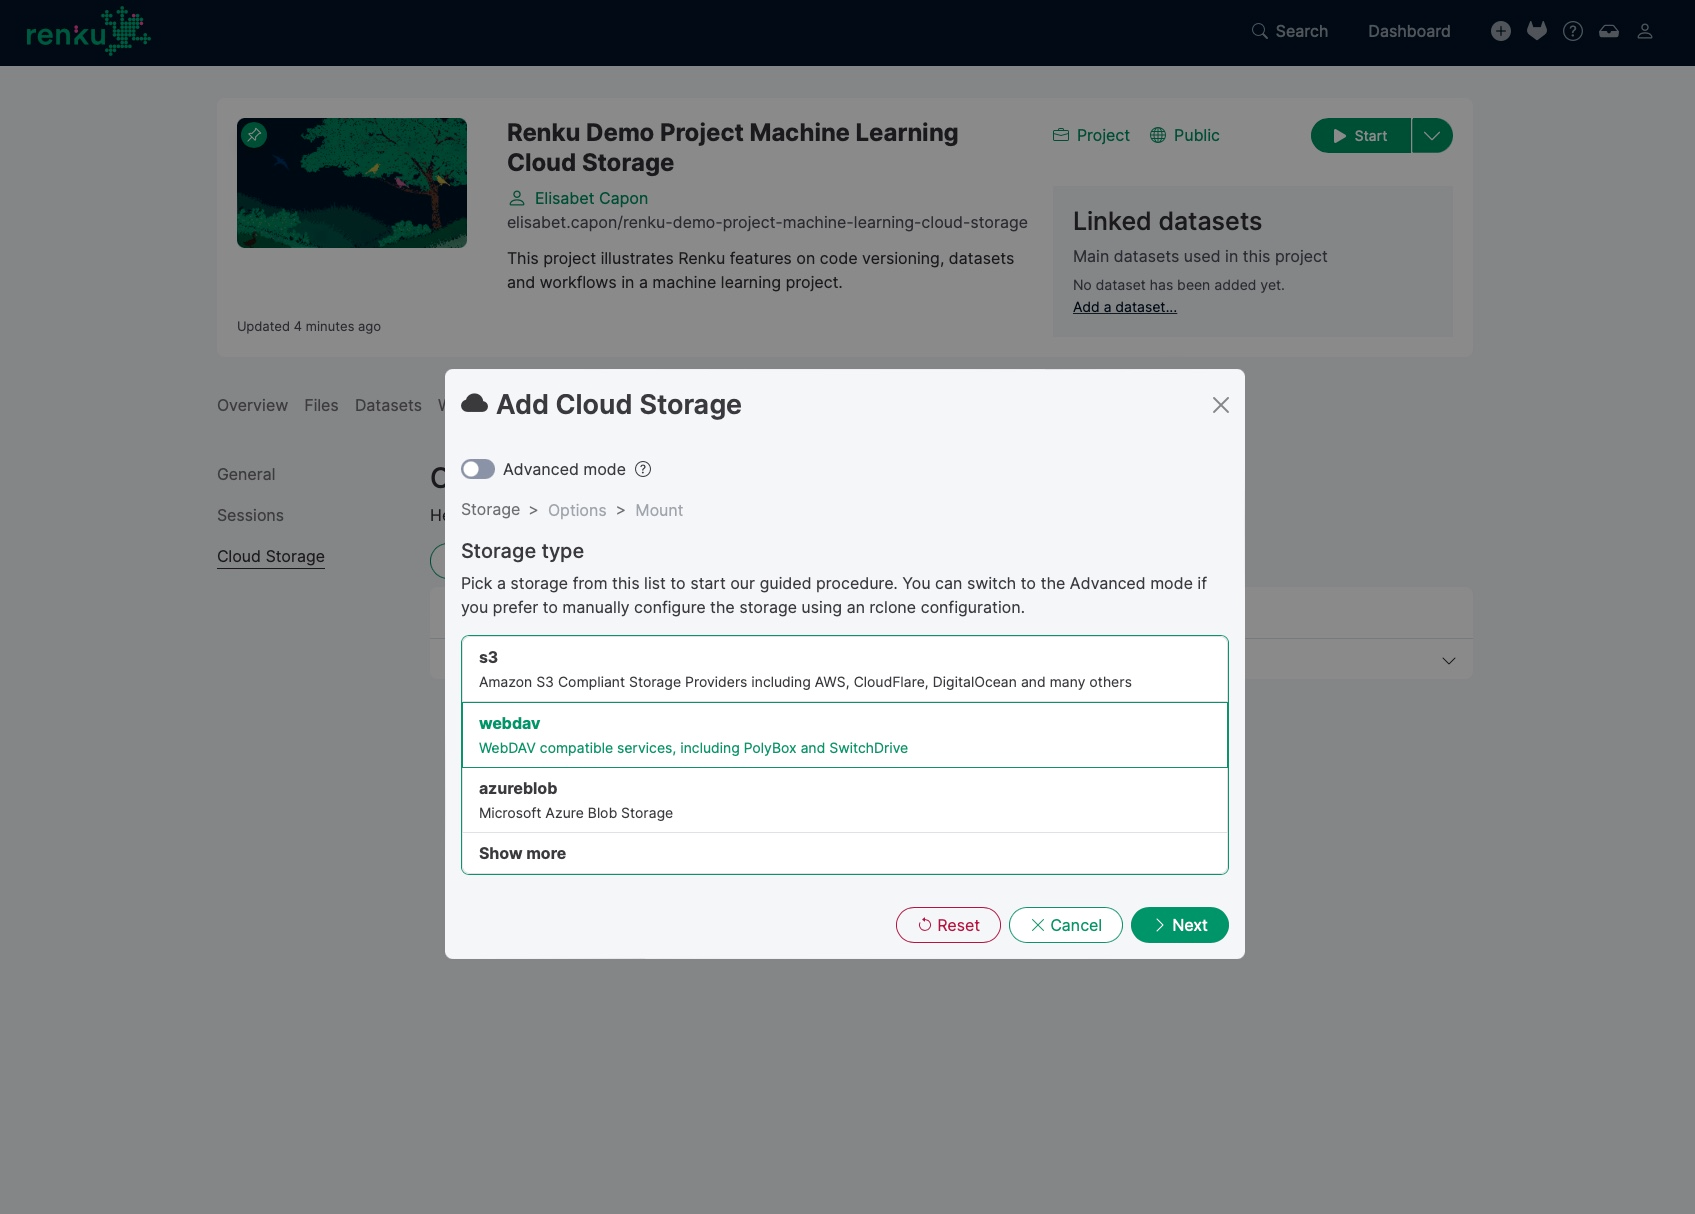 renku
Search
Dashboard
Renku Demo Project Machine Learning
Cloud Storage
Elisabet Capon
elisabet.capon/renku-demo-project-machine-learning-cloud-storage
This project illustrates Renku features on code versioning, datasets
and workflows in a machine learning project.
Updated 4 minutes ago
Project
Public
Start
Linked datasets
Main datasets used in this project
No dataset has been added yet.
Add a dataset...
Overview
Files
Datasets
General
Sessions
Cloud Storage
Add Cloud Storage
Advanced mode
Storage > Options > Mount
Storage type
Pick a storage from this list to start our guided procedure. You can switch to the Advanced mode if
you prefer to manually configure the storage using an rclone configuration.
s3
Amazon S3 Compliant Storage Providers including AWS, CloudFlare, DigitalOcean and many others
webdav
WebDAV compatible services, including PolyBox and SwitchDrive
azureblob
Microsoft Azure Blob Storage
Show more
Reset
Cancel
Next